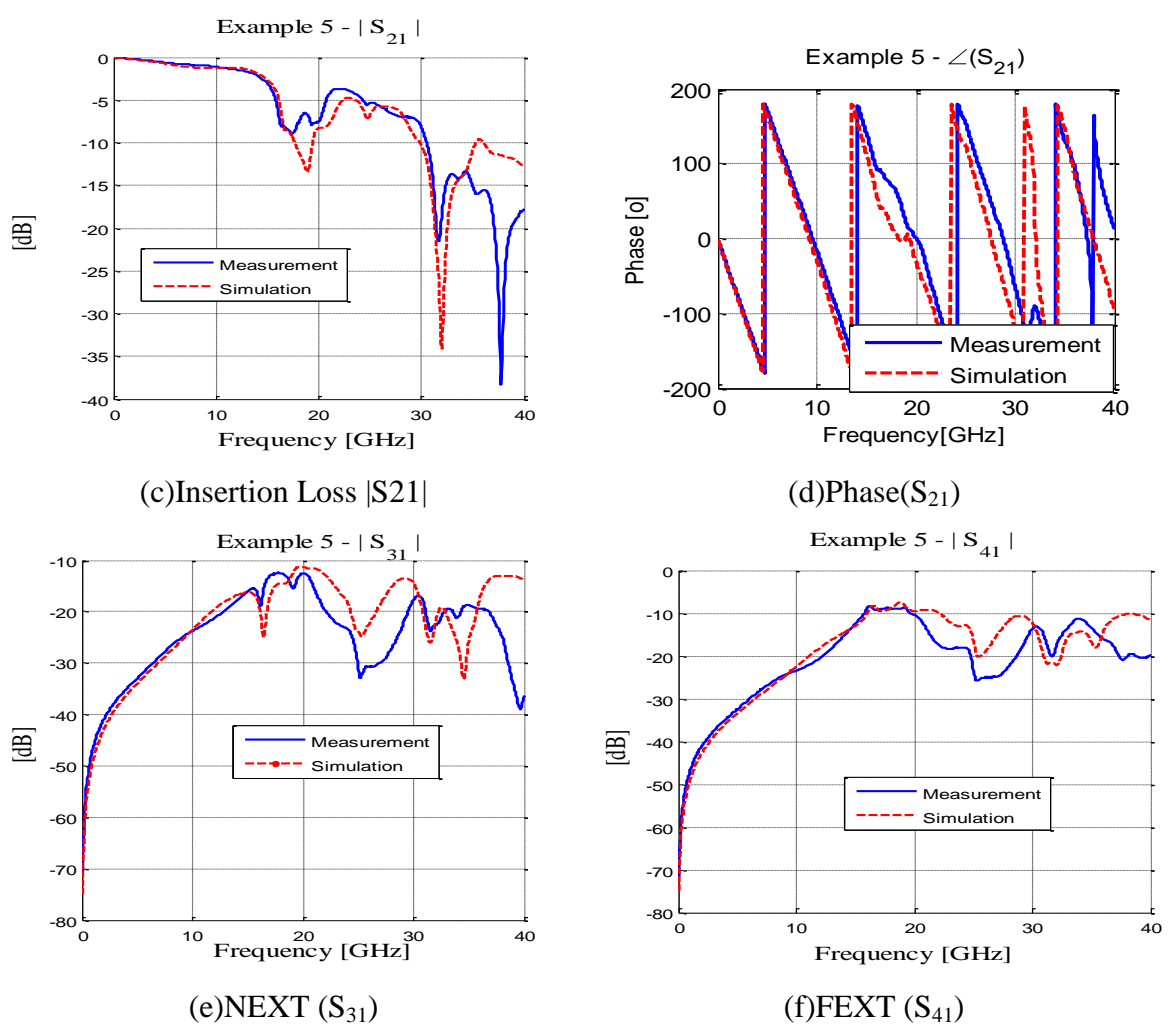 Example 5 - | S21 |
0
-5
-10
-15
-20
-25
-30
-35
-40
[dB]
Measurement
Simulation
0 10 20 30 40
Frequency [GHz]
(c)Insertion Loss |S21|
Example 5 - ∠(S21)
200
100
0
-100
-200
Phase [o]
Measurement
Simulation
0 10 20 30 40
Frequency[GHz]
(d)Phase(S21)
Example 5 - | S31 |
-10
-20
-30
-40
-50
-60
-70
-80
[dB]
Measurement
Simulation
0 10 20 30 40
Frequency [GHz]
(e)NEXT (S31)
Example 5 - | S41 |
0
-10
-20
-30
-40
-50
-60
-70
-80
[dB]
Measurement
Simulation
0 10 20 30 40
Frequency [GHz]
(f)FEXT (S41)